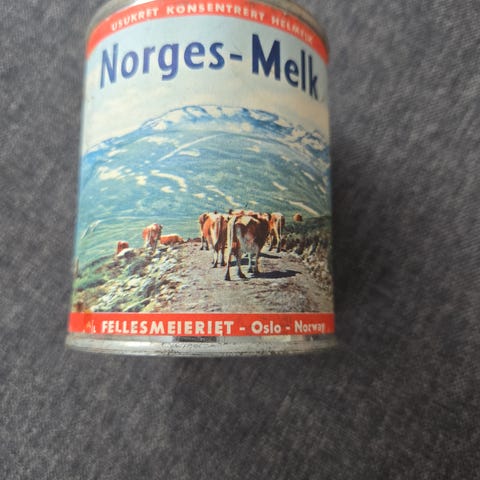 USUKRET KONSENTRERT HELMELK
Norges-Melk
A/L FELLESMEIERIET - Oslo - Norway